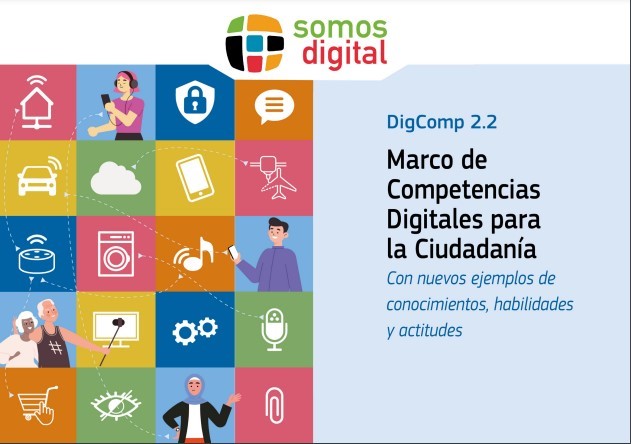 somos
digital
DigComp 2.2
Marco de
Competencias
Digitales para
la Ciudadanía
Con nuevos ejemplos de
conocimientos, habilidades
y actitudes